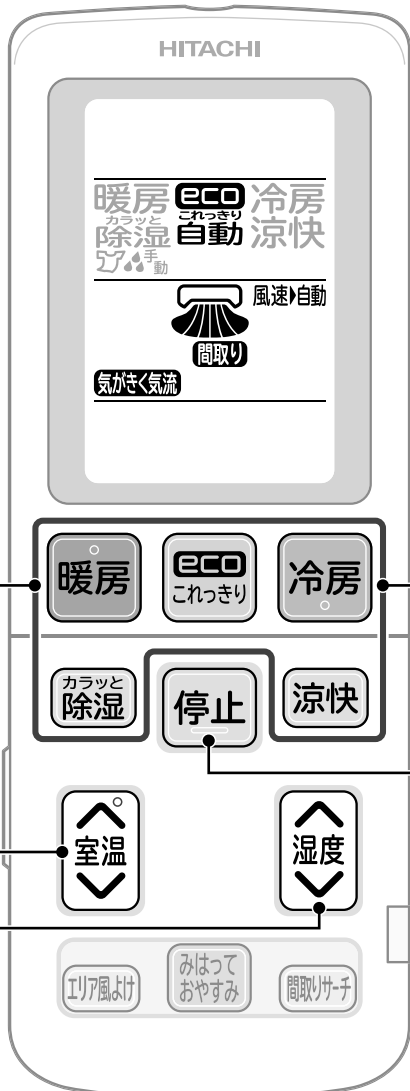 HITACHI
暖房 eco 冷房
カラッと これっきり
除湿 自動 涼快
手動
風速▶自動
間取り
気がきく気流
暖房
eco
これっきり
冷房
カラッと
除湿
停止
涼快
室温
湿度
エリア風よけ
みはって
おやすみ
間取りサーチ